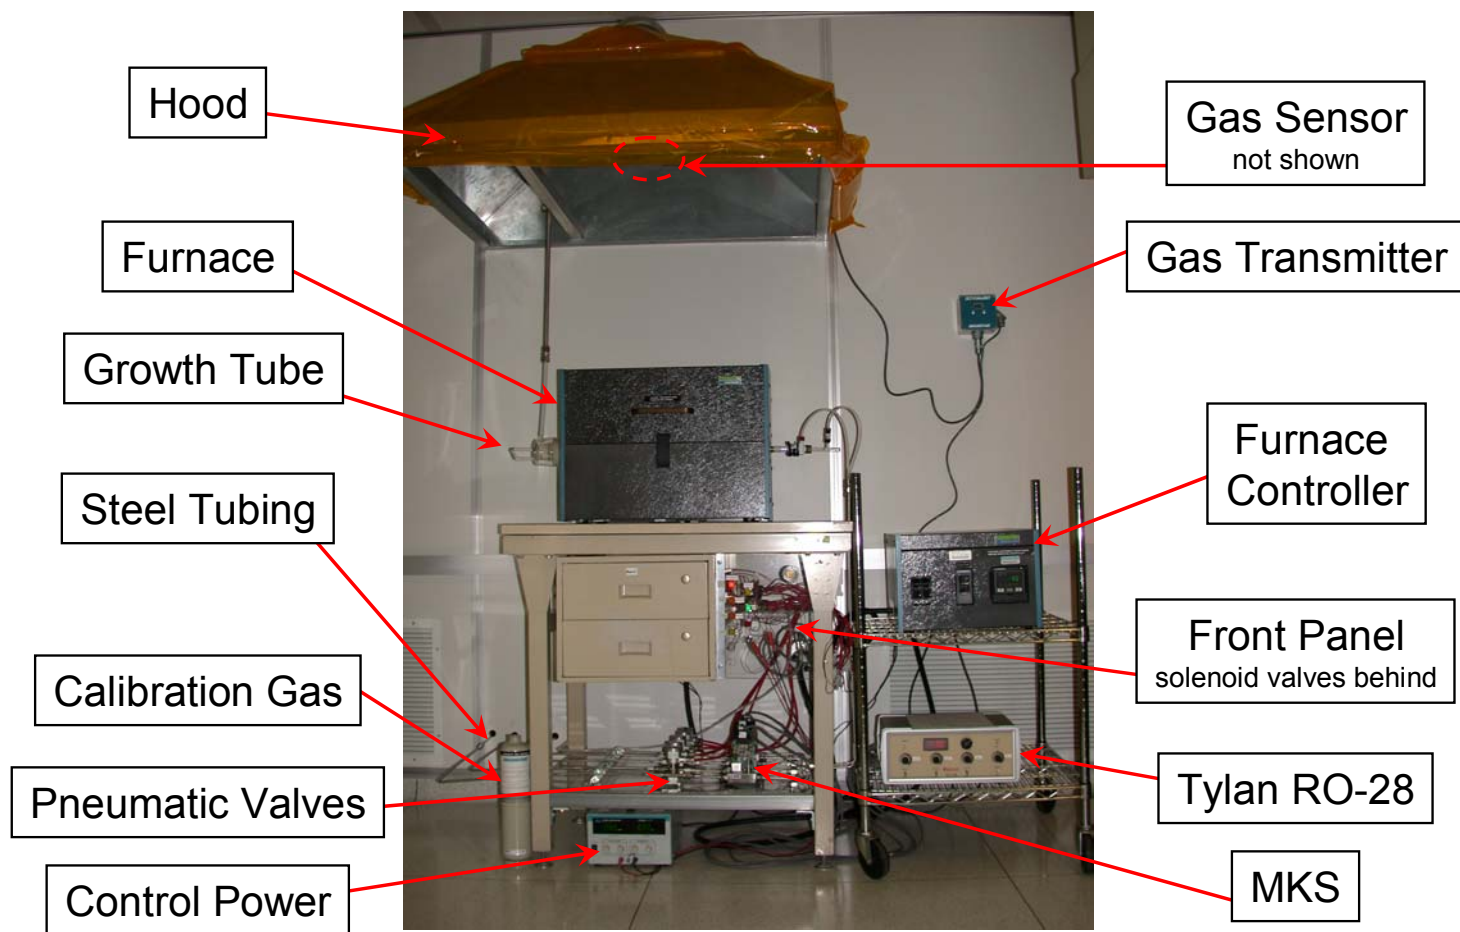 Hood
Furnace
Growth Tube
Steel Tubing
Calibration Gas
Pneumatic Valves
Control Power
Gas Sensor
not shown
Gas Transmitter
Furnace
Controller
Front Panel
solenoid valves behind
Tylan RO-28
MKS